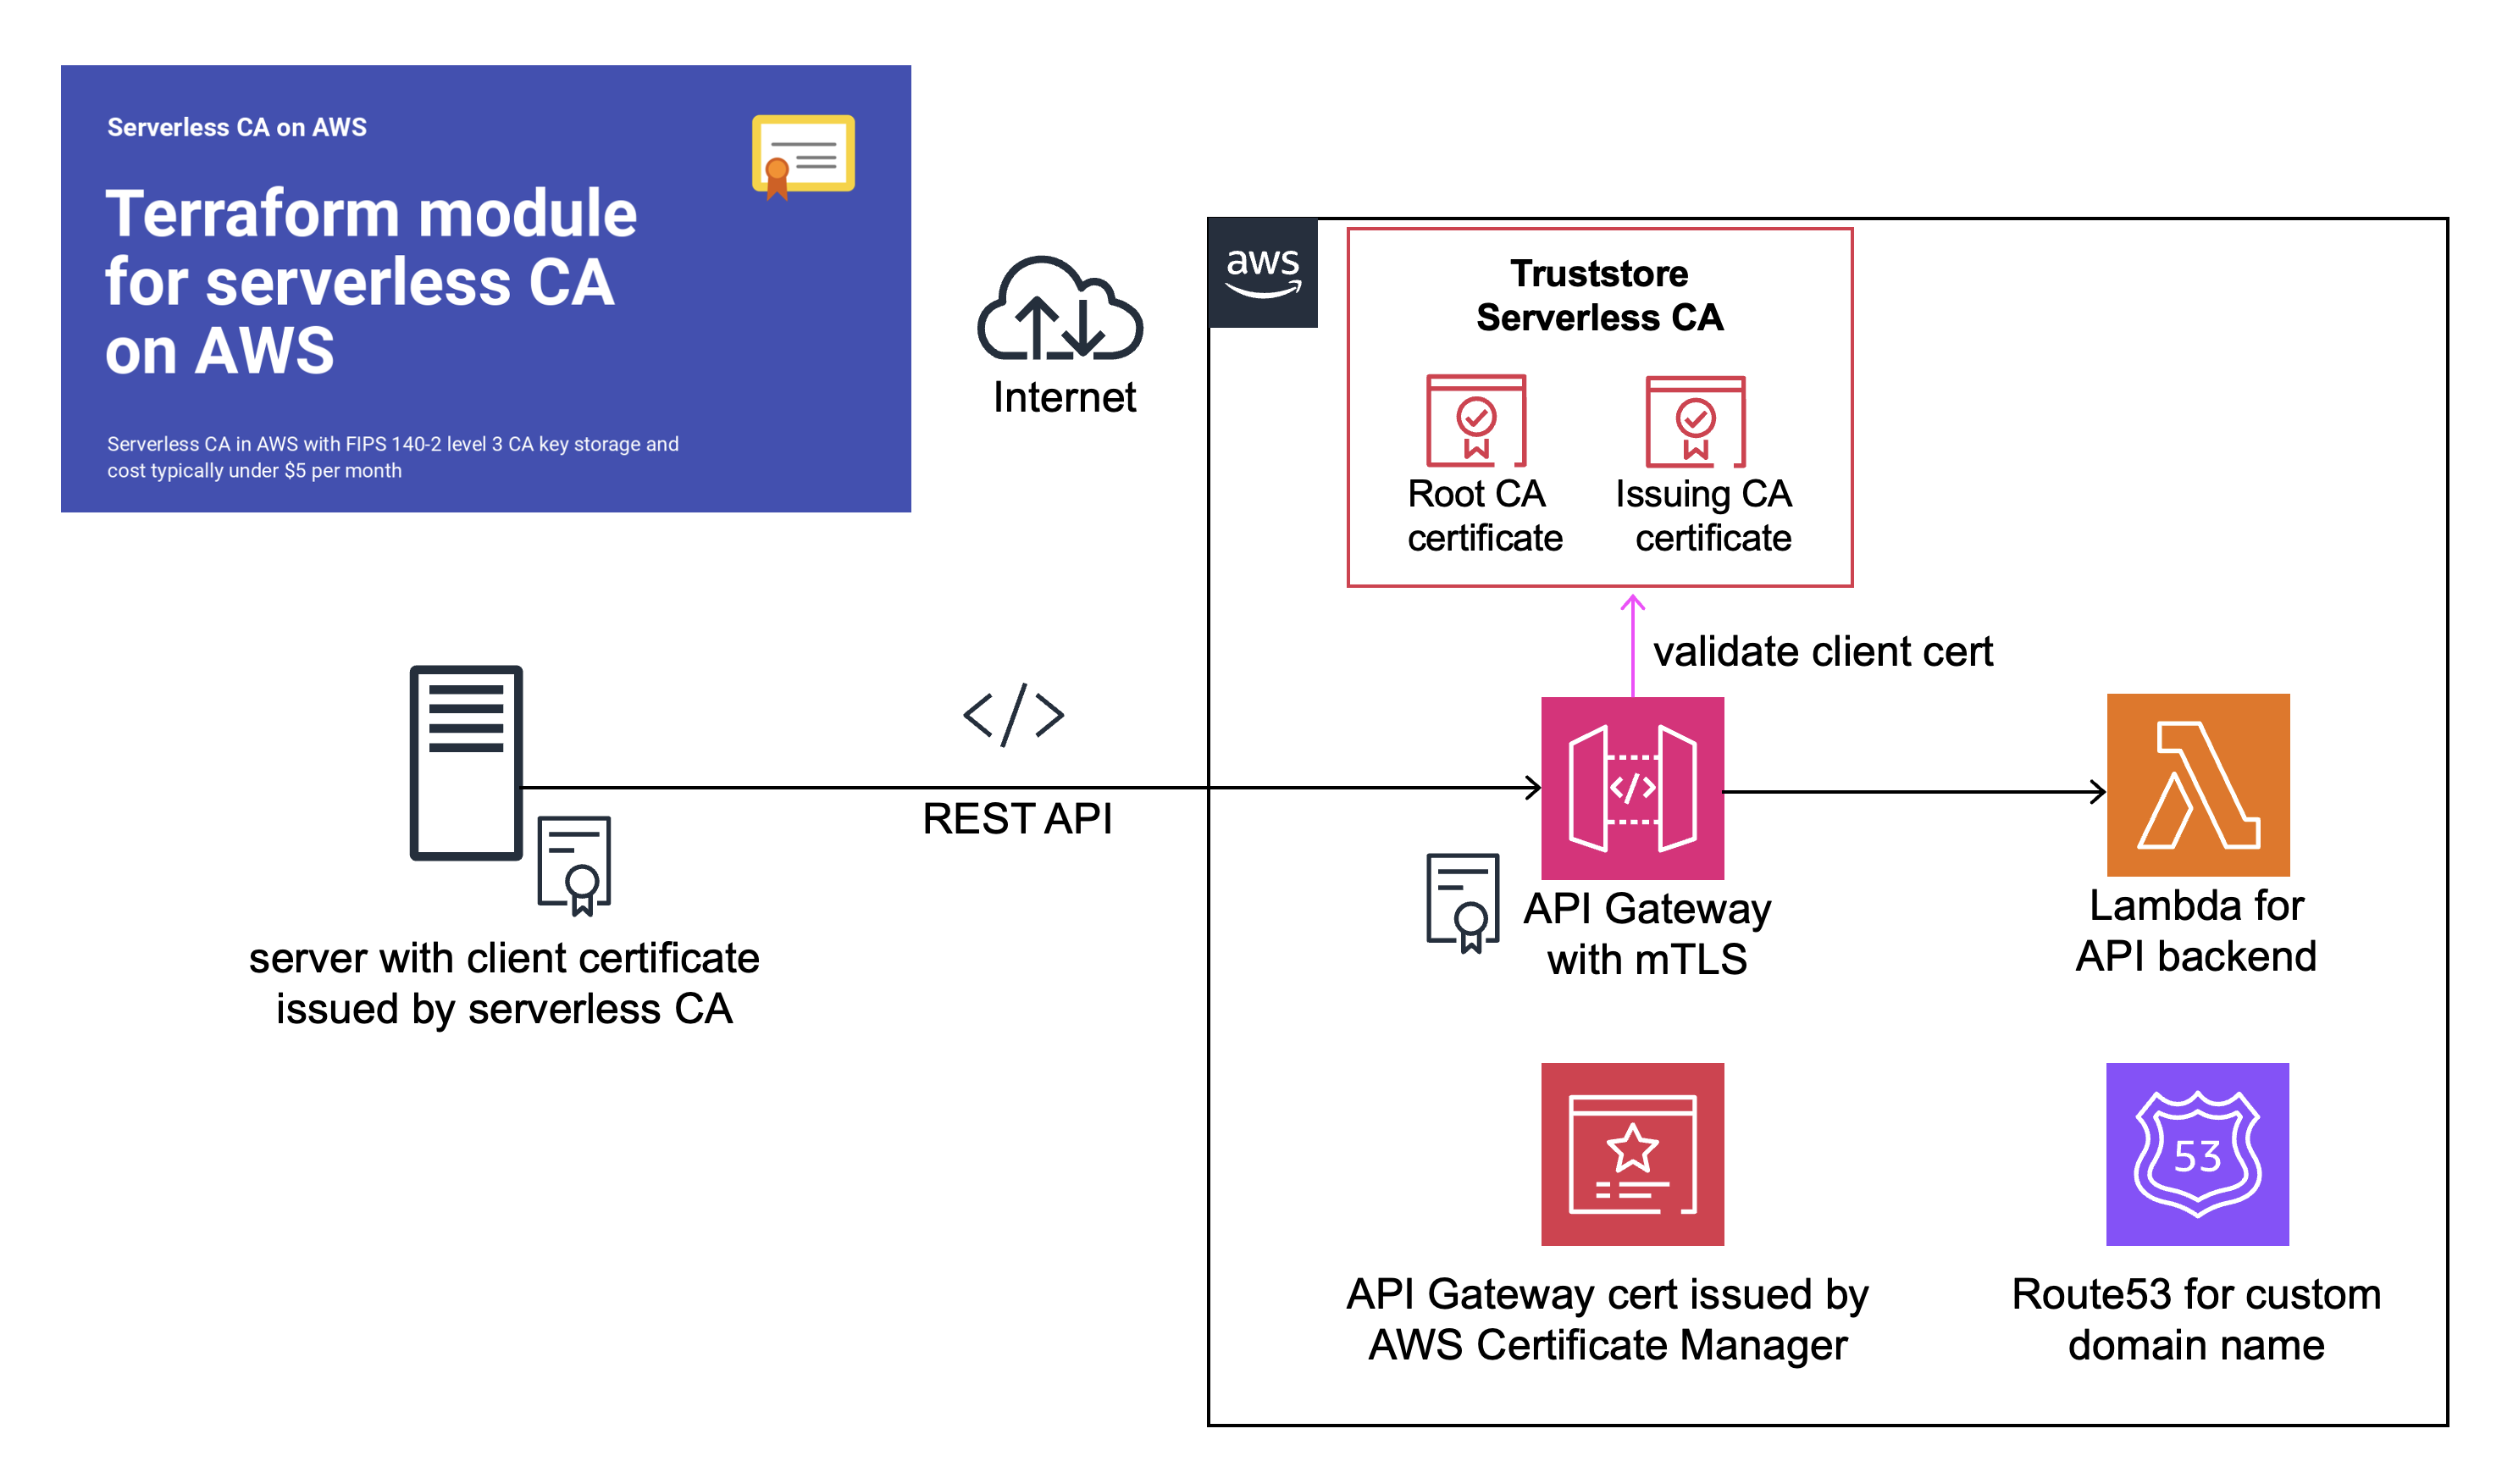 Serverless CA on AWS
Terraform module
for serverless CA
on AWS
Serverless CA in AWS with FIPS 140-2 level 3 CA key storage and
cost typically under $5 per month
Internet
aws
Truststore
Serverless CA
Root CA
certificate
Issuing CA
certificate
validate client cert
</>
REST API
</>
server with client certificate
issued by serverless CA
API Gateway
with mTLS
Lambda for
API backend
53
API Gateway cert issued by
AWS Certificate Manager
Route53 for custom
domain name